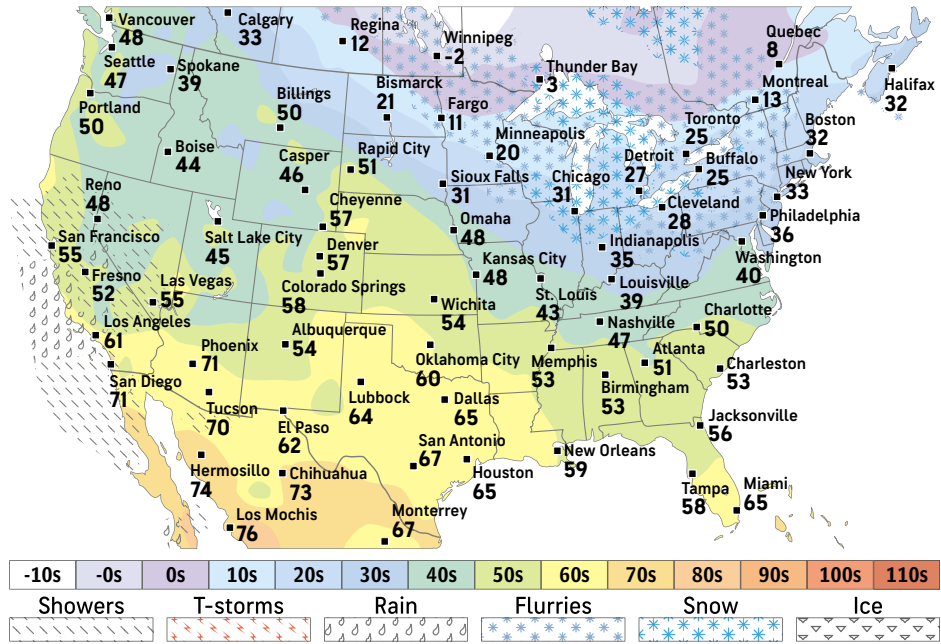 Vancouver
48
Calgary
33
Regina
12
Winnipeg
-2
Quebec
8
Seattle
47
Spokane
39
Thunder Bay
3
Montreal
13
Halifax
32
Portland
50
Billings
50
Bismarck
21
Fargo
11
Minneapolis
20
Toronto
25
Boston
32
Boise
44
Casper
46
Rapid City
51
Sioux Falls
31
Chicago
31
Detroit
27
Buffalo
25
New York
33
Reno
48
Cheyenne
57
Omaha
48
Cleveland
28
Philadelphia
36
San Francisco
55
Salt Lake City
45
Denver
57
Kansas City
48
Indianapolis
35
Washington
40
Fresno
52
Las Vegas
55
Colorado Springs
58
Wichita
54
St. Louis
43
Louisville
39
Los Angeles
61
Albuquerque
54
Nashville
47
Charlotte
50
Phoenix
71
Oklahoma City
60
Memphis
53
Atlanta
51
Charleston
53
San Diego
71
Tucson
70
El Paso
62
Lubbock
64
Dallas
65
Birmingham
53
Jacksonville
56
Hermosillo
74
Chihuahua
73
San Antonio
67
Houston
65
New Orleans
59
Tampa
58
Miami
65
Los Mochis
76
Monterrey
67
-10s -0s 0s 10s 20s 30s 40s 50s 60s 70s 80s 90s 100s 110s
Showers T-storms Rain Flurries Snow Ice